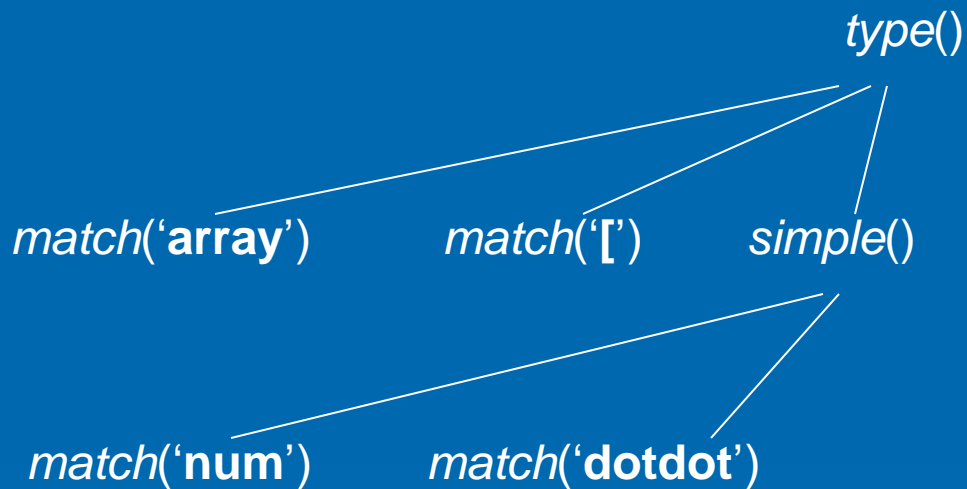 type()
match(‘array’) match(‘[’) simple()
match(‘num’) match(‘dotdot’)